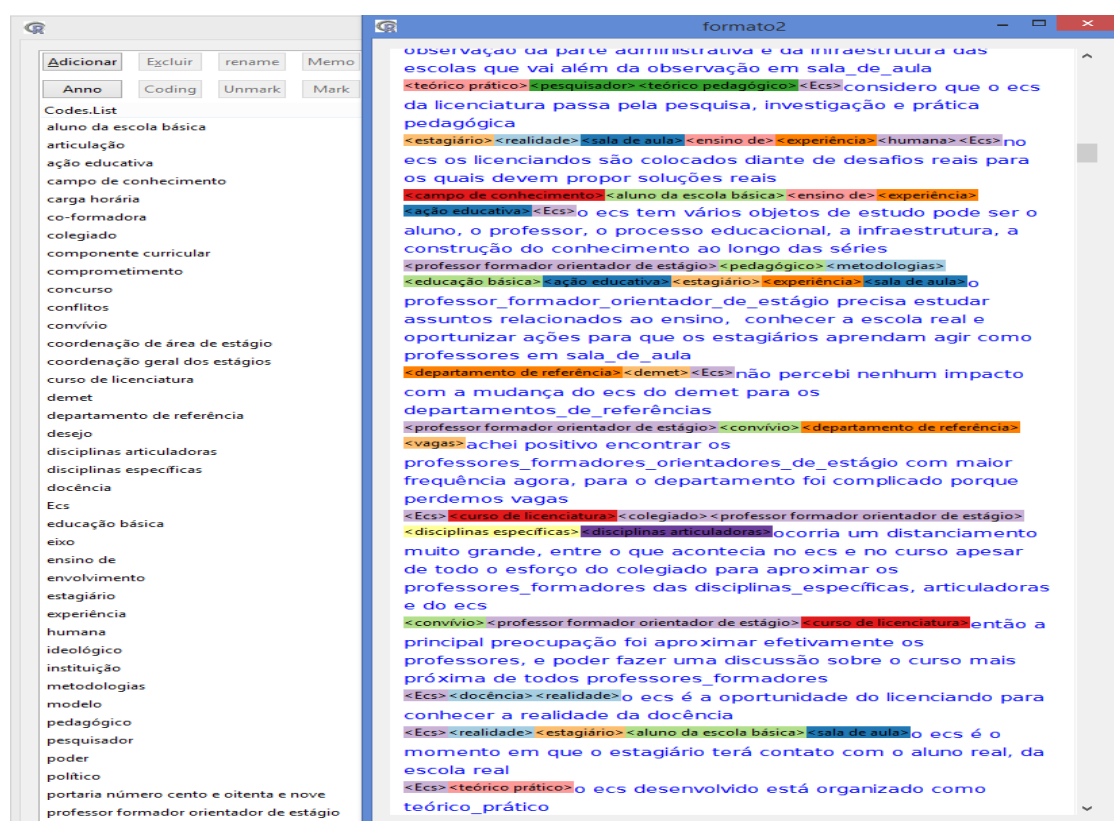 formato2
Adicionar Excluir rename Memo
Anno Coding Unmark Mark
Codes.List
aluno da escola básica
articulação
ação educativa
campo de conhecimento
carga horária
co-formadora
colegiado
componente curricular
comprometimento
concurso
conflitos
convívio
coordenação de área de estágio
coordenação geral dos estágios
curso de licenciatura
demet
departamento de referência
desejo
disciplinas articuladoras
disciplinas específicas
docência
Ecs
educação básica
eixo
ensino de
envolvimento
estagiário
experiência
humana
ideológico
instituição
metodologias
modelo
pedagógico
pesquisador
poder
político
portaria número cento e oitenta e nove
professor formador orientador de estágio
observação da parte administrativa e da infraestrutura das
escolas que vai além da observação em sala_de_aula
<teórico prático><pesquisador><teórico pedagógico><Ecs>considero que o ecs
da licenciatura passa pela pesquisa, investigação e prática
pedagógica
<estagiário><realidade><sala de aula><ensino de><experiência><humana><Ecs>no
ecs os licenciandos são colocados diante de desafios reais para
os quais devem propor soluções reais
<campo de conhecimento><aluno da escola básica><ensino de><experiência>
<ação educativa><Ecs>o ecs tem vários objetos de estudo pode ser o
aluno, o professor, o processo educacional, a infraestrutura, a
construção do conhecimento ao longo das séries
<professor formador orientador de estágio><pedagógico><metodologias>
<educação básica><ação educativa><estagiário><experiência><sala de aula>o
professor_formador_orientador_de_estágio precisa estudar
assuntos relacionados ao ensino, conhecer a escola real e
oportunizar ações para que os estagiários aprendam agir como
professores em sala_de_aula
<departamento de referência><demet><Ecs>não percebi nenhum impacto
com a mudança do ecs do demet para os
departamentos_de_referências
<professor formador orientador de estágio><convívio><departamento de referência>
<vagas>achei positivo encontrar os
professores_formadores_orientadores_de_estágio com maior
frequência agora, para o departamento foi complicado porque
perdemos vagas
<Ecs><curso de licenciatura><colegiado><professor formador orientador de estágio>
<disciplinas específicas><disciplinas articuladoras>ocorria um distanciamento
muito grande, entre o que acontecia no ecs e no curso apesar
de todo o esforço do colegiado para aproximar os
professores_formadores das disciplinas_específicas, articuladoras
e do ecs
<convívio><professor formador orientador de estágio><curso de licenciatura>então a
principal preocupação foi aproximar efetivamente os
professores, e poder fazer uma discussão sobre o curso mais
próxima de todos professores_formadores
<Ecs><docência><realidade>o ecs é a oportunidade do licenciando para
conhecer a realidade da docência
<Ecs><realidade><estagiário><aluno da escola básica><sala de aula>o ecs é o
momento em que o estagiário terá contato com o aluno real, da
escola real
<Ecs><teórico prático>o ecs desenvolvido está organizado como
teórico_prático